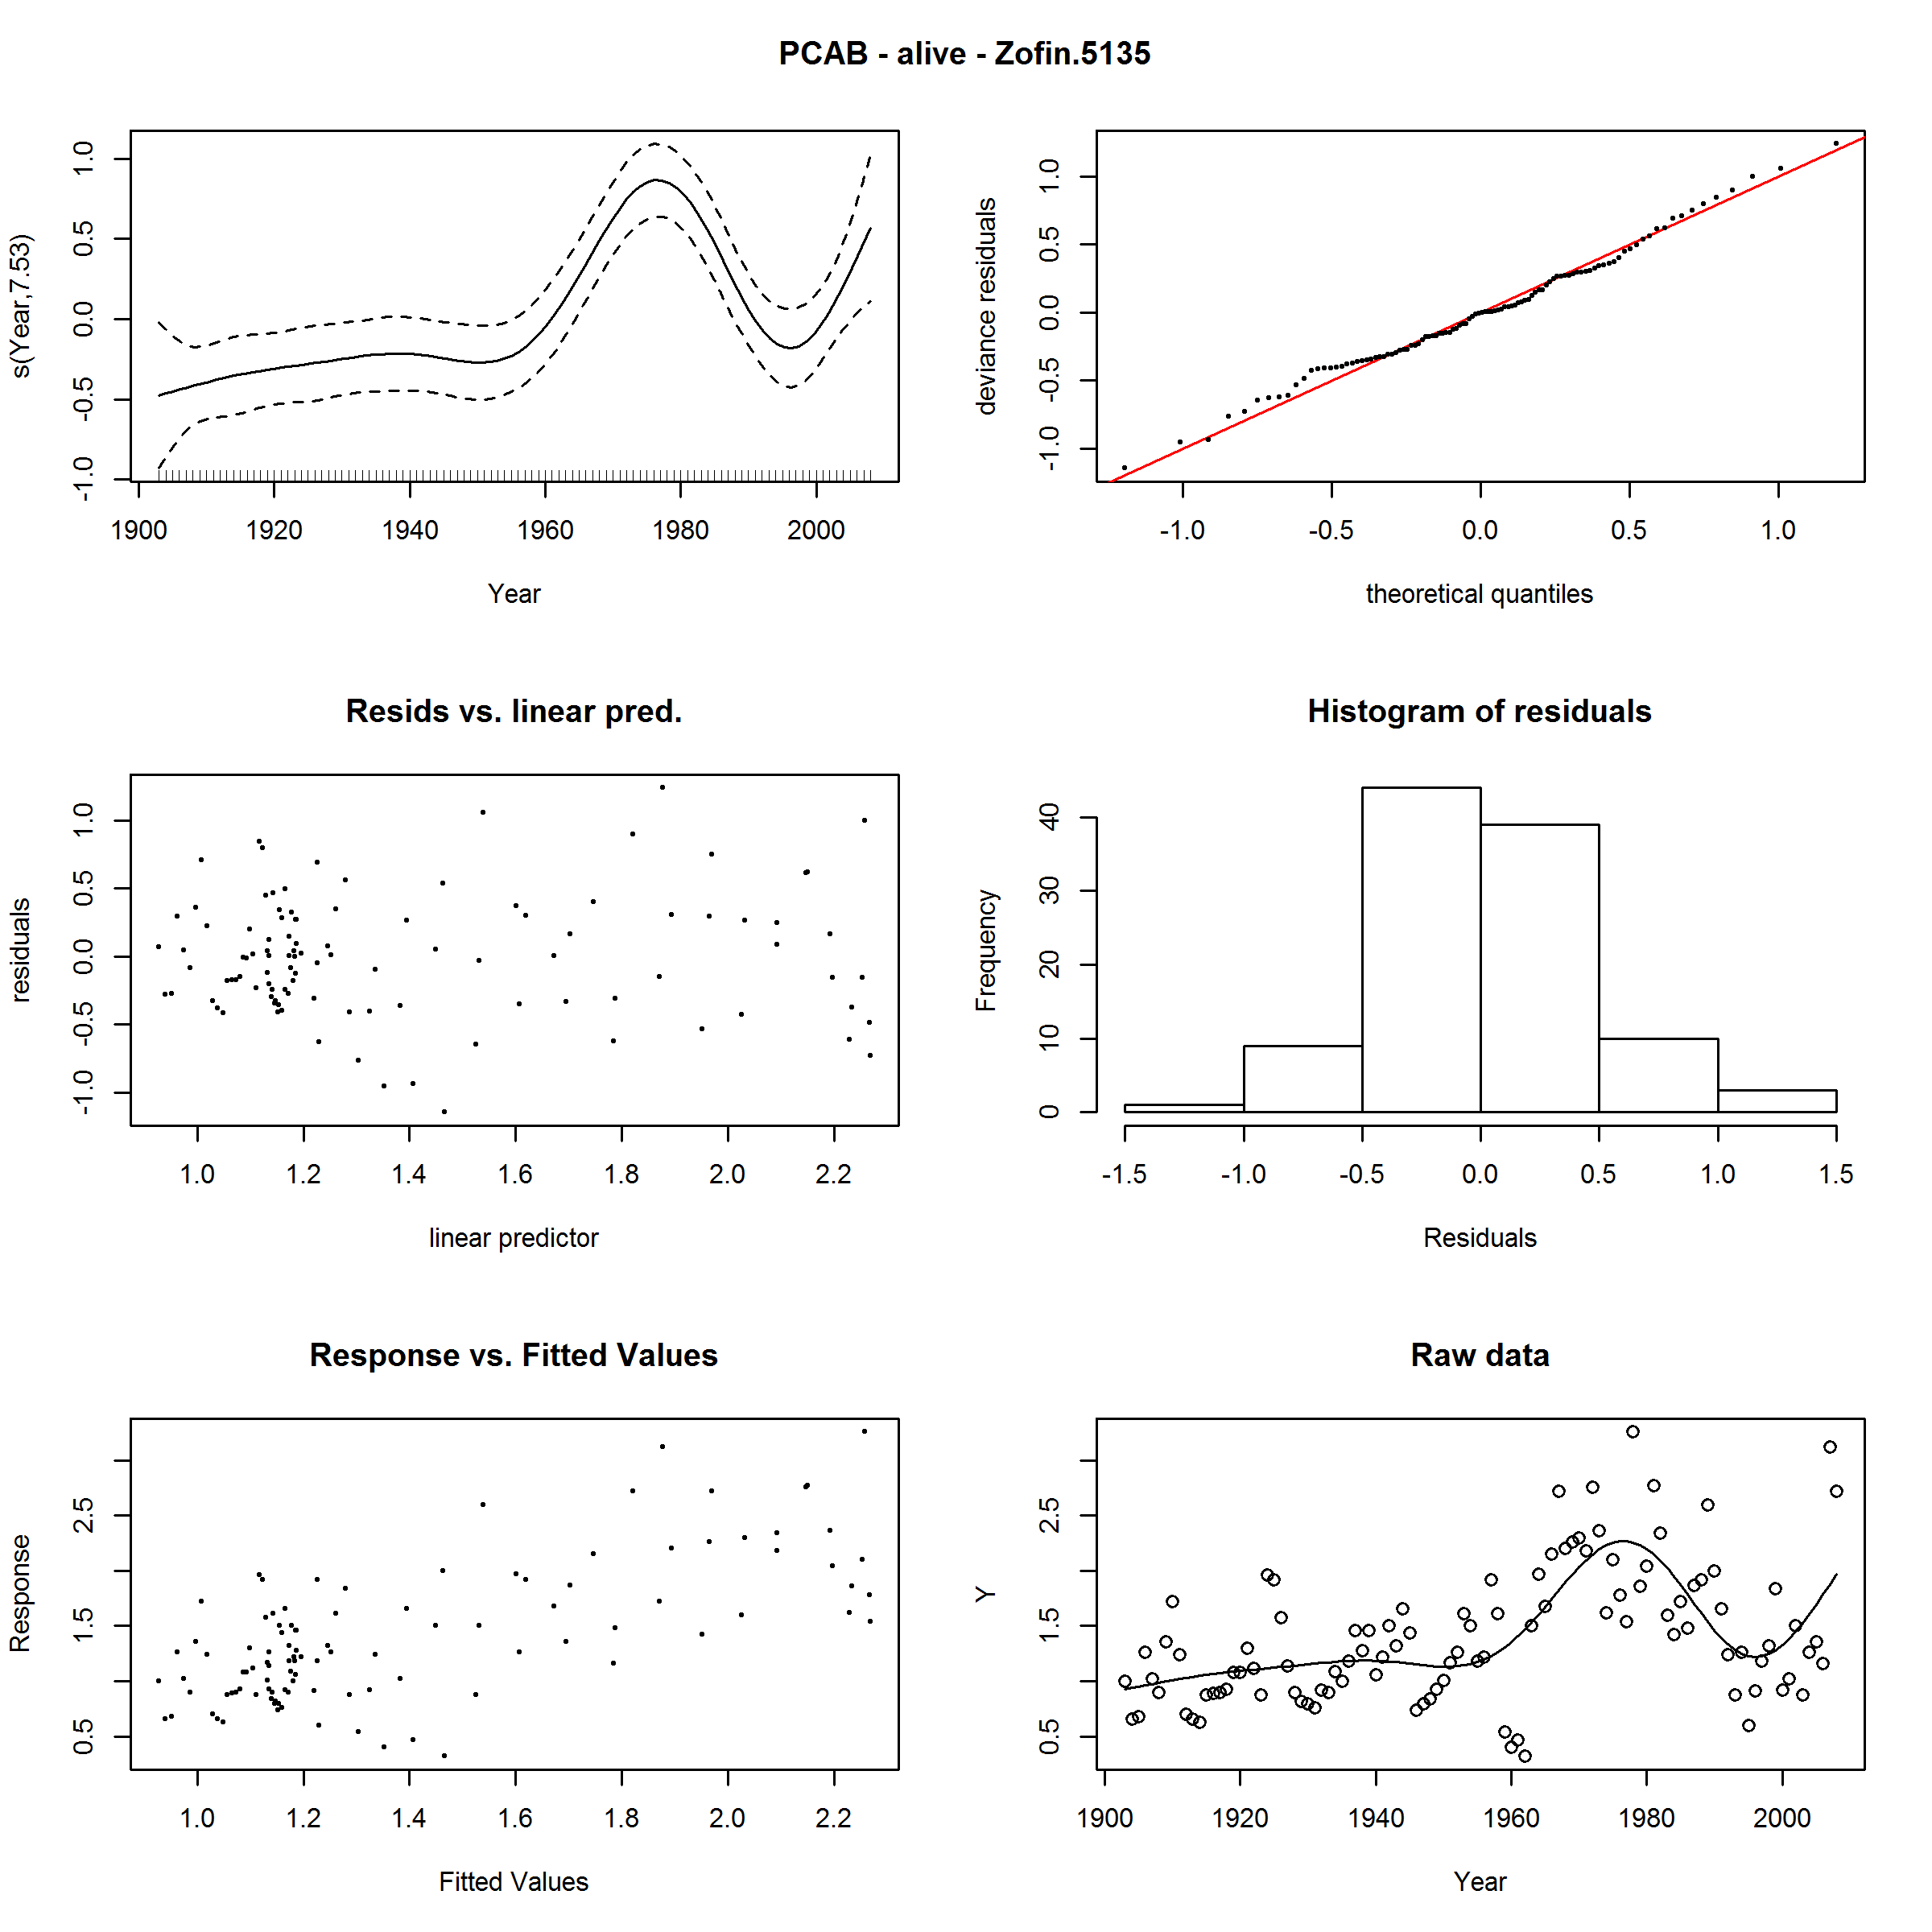 PCAB - alive - Zofin.5135
s(Year,7.53)
-1.0 -0.5 0.0 0.5 1.0
1900 1920 1940 1960 1980 2000
Year
deviance residuals
-1.0 -0.5 0.0 0.5 1.0
-1.0 -0.5 0.0 0.5 1.0
theoretical quantiles
Resids vs. linear pred.
residuals
-1.0 -0.5 0.0 0.5 1.0
1.0 1.2 1.4 1.6 1.8 2.0 2.2
linear predictor
Histogram of residuals
Frequency
0 10 20 30 40
-1.5 -1.0 -0.5 0.0 0.5 1.0 1.5
Residuals
Response vs. Fitted Values
Response
0.5 1.5 2.5
1.0 1.2 1.4 1.6 1.8 2.0 2.2
Fitted Values
Raw data
Y
0.5 1.5 2.5
1900 1920 1940 1960 1980 2000
Year